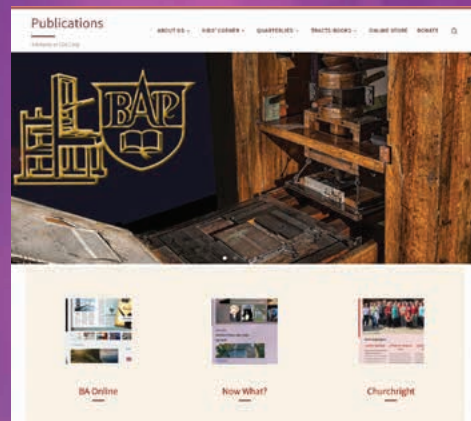 Publications
ABOUT US KIDS' CORNER QUARTERLIES TRACTS BOOKS ONLINE STORE DONATE
BAP
BA Online
Now What?
Churchright